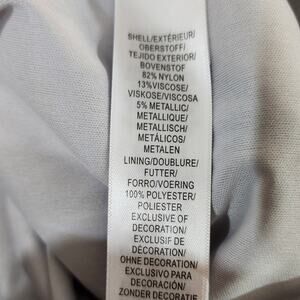 SHELL/EXTÉRIEUR/
OBERSTOFF/
TEJIDO EXTERIOR/
BOVENSTOF
82% NYLON
13%VISCOSE/
VISKOSE/VISCOSA
5% METALLIC/
METALLIQUE/
METALLISCH/
METÁLICOS/
METALEN
LINING/DOUBLURE/
FUTTER/
FORRO/VOERING
100% POLYESTER/
POLIESTER
EXCLUSIVE OF
DECORATION/
EXCLUSIF DE
DÉCORATION/
OHNE DECORATION/
EXCLUSIVO PARA
DECORACIÓN/
ZONDER DECORATIE